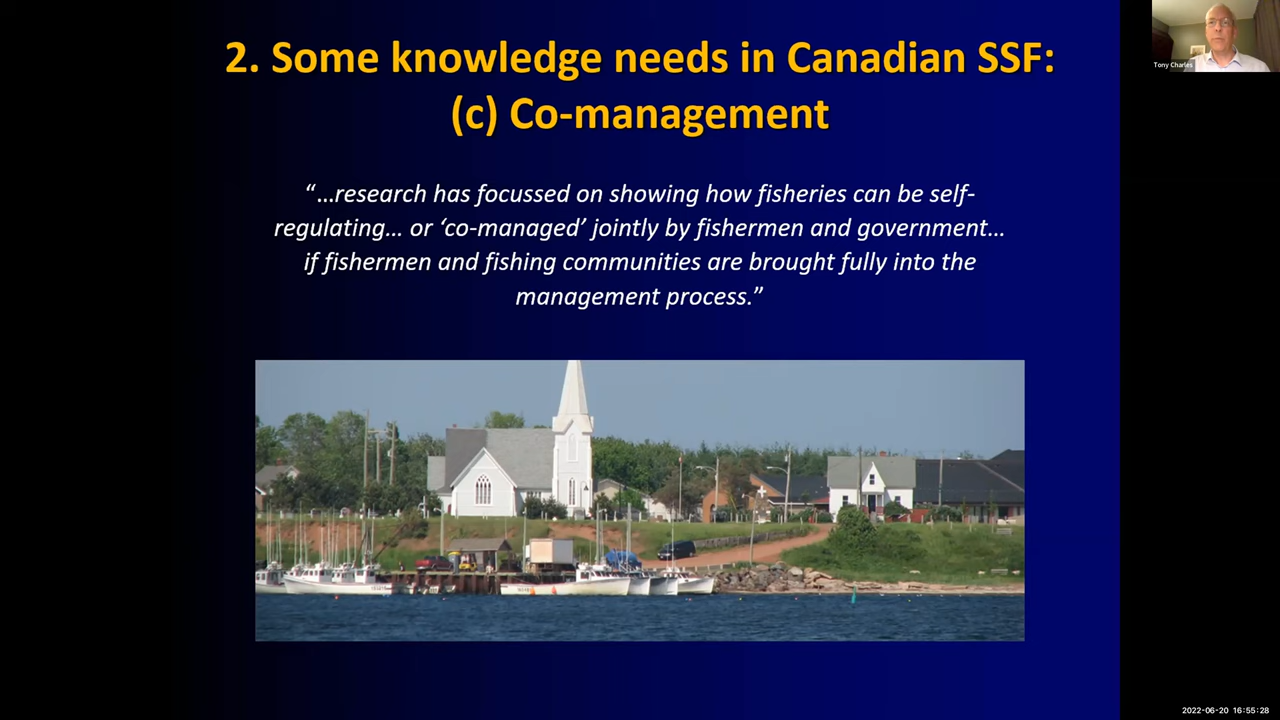 2. Some knowledge needs in Canadian SSF:
(c) Co-management
“…research has focussed on showing how fisheries can be self-
regulating… or ‘co-managed’ jointly by fishermen and government…
if fishermen and fishing communities are brought fully into the
management process.”
Tony Charles
2022-06-20 16:55:28